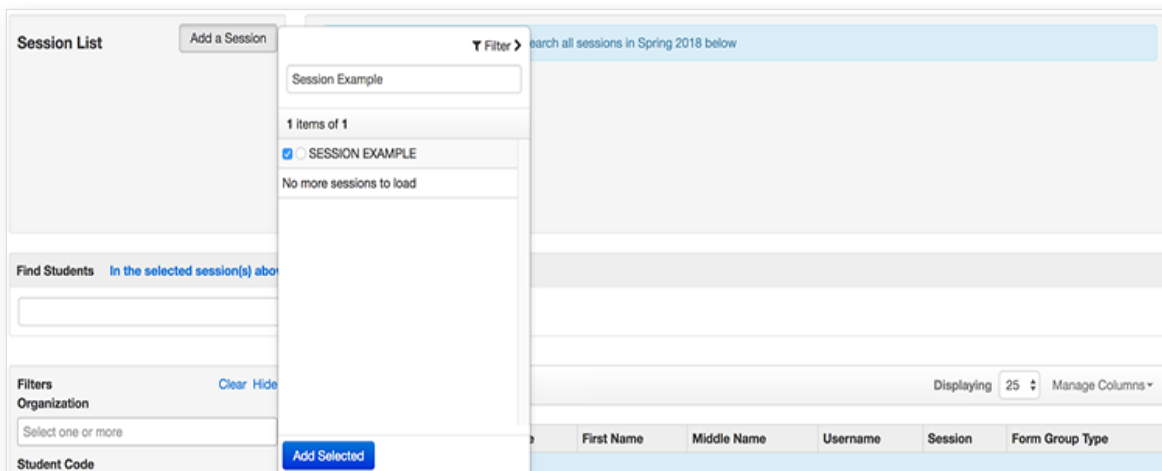 Session List
Add a Session
Filter
earch all sessions in Spring 2018 below
Session Example
1 items of 1
SESSION EXAMPLE
No more sessions to load
Find Students In the selected session(s) abov
Filters Clear Hide
Organization
Select one or more
Student Code
Add Selected
Displaying 25 Manage Columns
First Name Middle Name Username Session Form Group Type